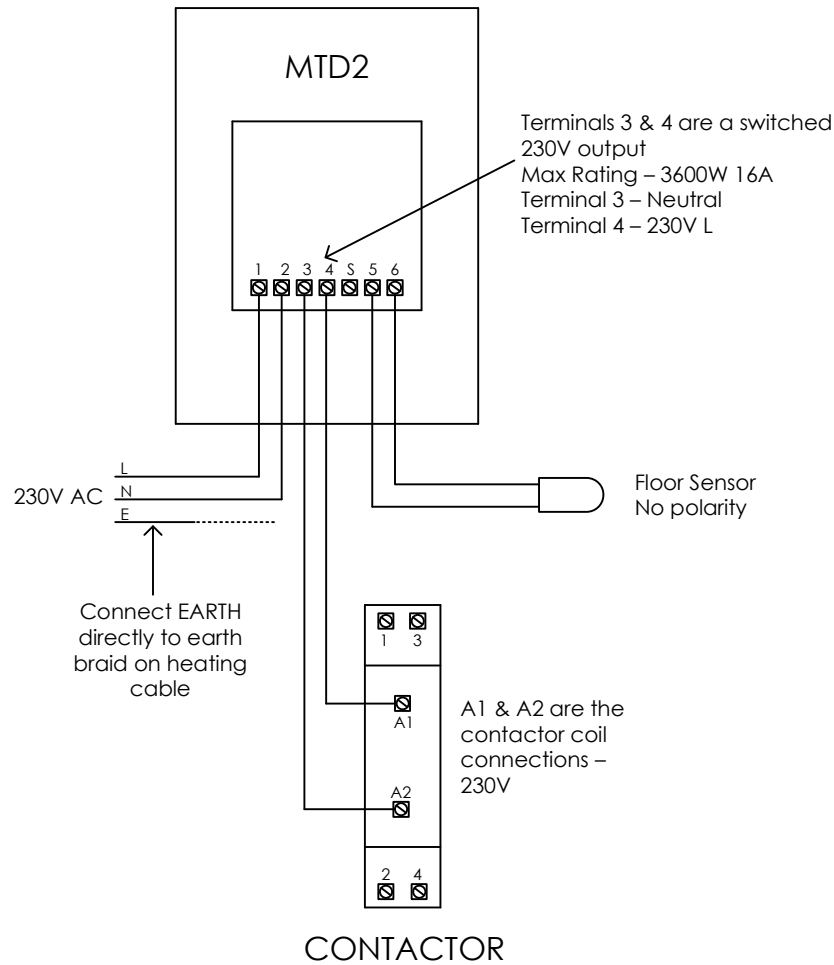 MTD2
Terminals 3 & 4 are a switched
230V output
Max Rating – 3600W 16A
Terminal 3 – Neutral
Terminal 4 – 230V L
1 2 3 4 S 5 6
L
230V AC N
E
Floor Sensor
No polarity
Connect EARTH
directly to earth
braid on heating
cable
1 3
A1
A1 & A2 are the
contactor coil
connections –
230V
A2
2 4
CONTACTOR